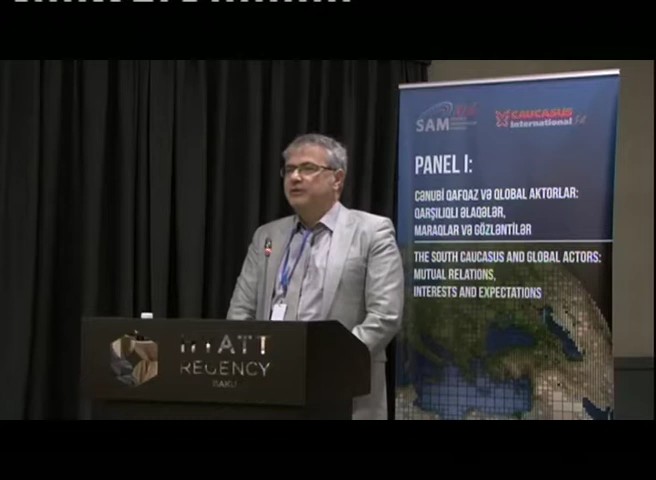 SAM
CAUCASUS
International
PANEL I:
CƏNUBİ QAFQAZ VƏ QLOBAL AKTORLAR:
QARŞILIQLI ƏLAQƏLƏR,
MARAQLAR VƏ GÖZLƏNTİLƏR
THE SOUTH CAUCASUS AND GLOBAL ACTORS:
MUTUAL RELATIONS,
INTERESTS AND EXPECTATIONS
HYATT
REGENCY
BAKU